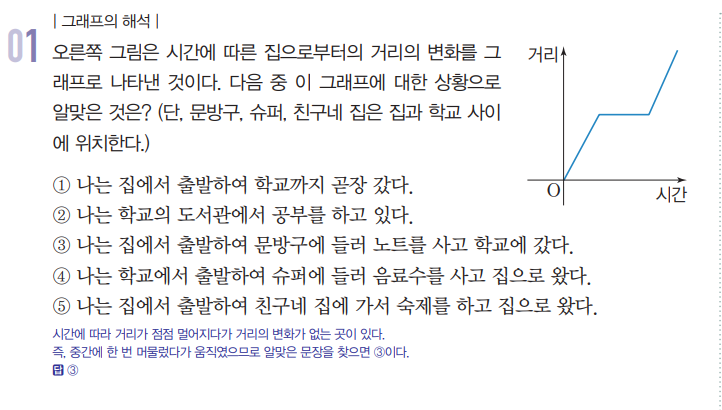 | 그래프의 해석 |
01
오른쪽 그림은 시간에 따른 집으로부터의 거리의 변화를 그
래프로 나타낸 것이다. 다음 중 이 그래프에 대한 상황으로
알맞은 것은? (단, 문방구, 슈퍼, 친구네 집은 집과 학교 사이
에 위치한다.)
거리
O
시간
① 나는 집에서 출발하여 학교까지 곧장 갔다.
② 나는 학교의 도서관에서 공부를 하고 있다.
③ 나는 집에서 출발하여 문방구에 들러 노트를 사고 학교에 갔다.
④ 나는 학교에서 출발하여 슈퍼에 들러 음료수를 사고 집으로 왔다.
⑤ 나는 집에서 출발하여 친구네 집에 가서 숙제를 하고 집으로 왔다.
시간에 따라 거리가 점점 멀어지다가 거리의 변화가 없는 곳이 있다.
즉, 중간에 한 번 머물렀다가 움직였으므로 알맞은 문장을 찾으면 ③이다.
답 ③